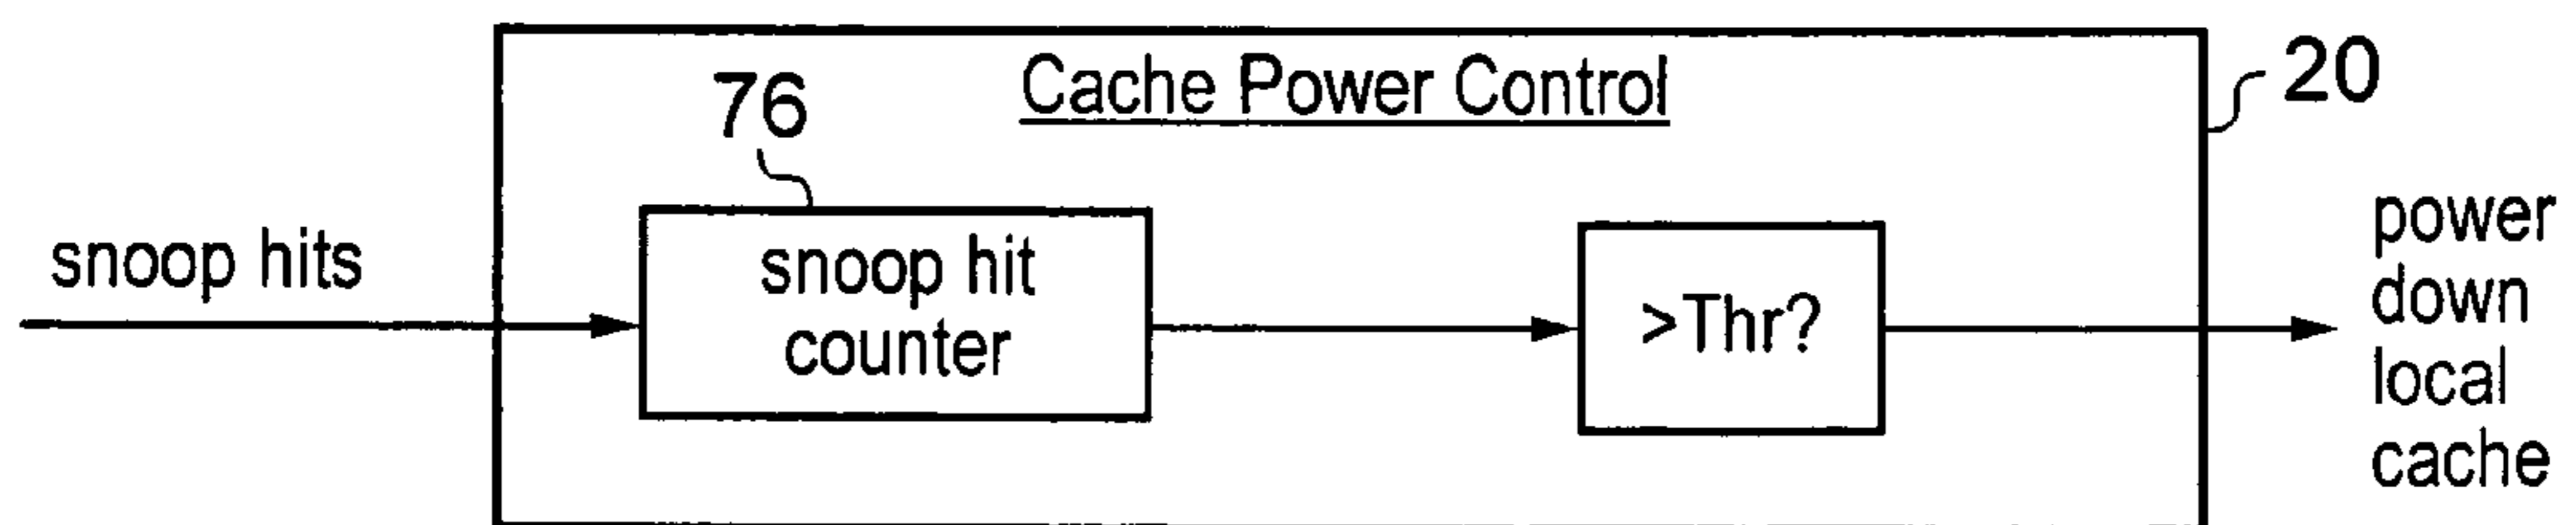 Cache Power Control
20
76
snoop hits
snoop hit
counter
>Thr?
power
down
local
cache